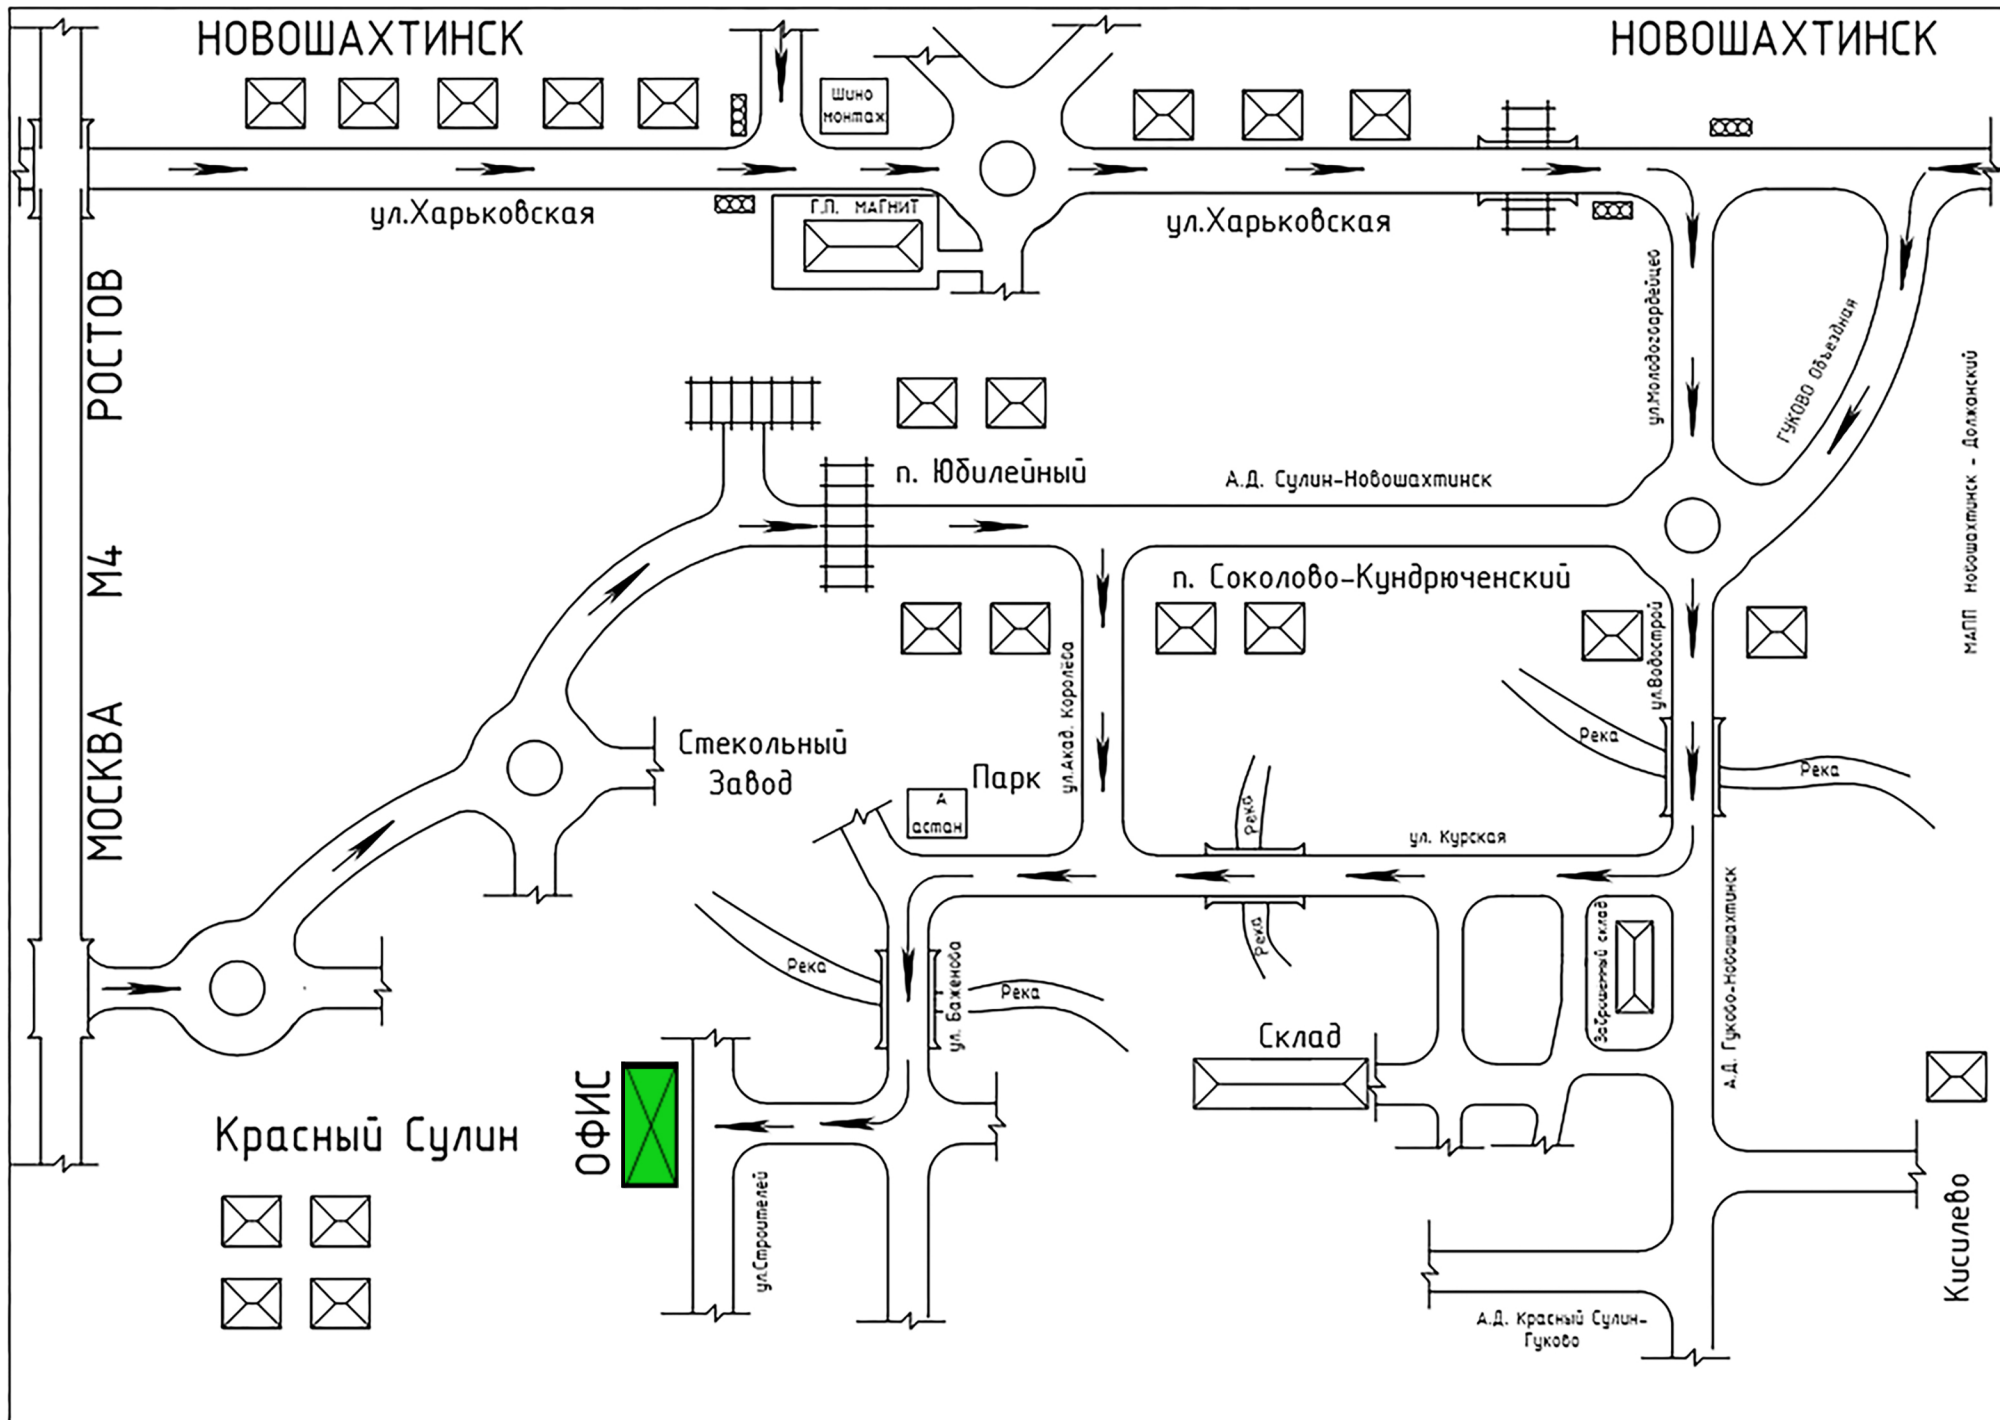 НОВОШАХТИНСК
НОВОШАХТИНСК
Шино
монтаж
ул.Харьковская
Г.П. МАГНИТ
ул.Харьковская
РОСТОВ
М4
МОСКВА
ул.Молодогвардейцев
ГУКОВО Объездная
МАПП Новошахтинск - Должанский
п. Юбилейный
А.Д. Сулин-Новошахтинск
п. Соколово-Кундрюченский
ул.Акад. Королёва
ул.Водострой
Река
Река
Стекольный
Завод
Парк
А
астан
Река
ул. Курская
Река
Река
Река
ул. Баженова
Заброшенный склад
А.Д. Гуково-Новошахтинск
Склад
ОФИС
Красный Сулин
ул.Строителей
Кисилево
А.Д. Красный Сулин-
Гуково